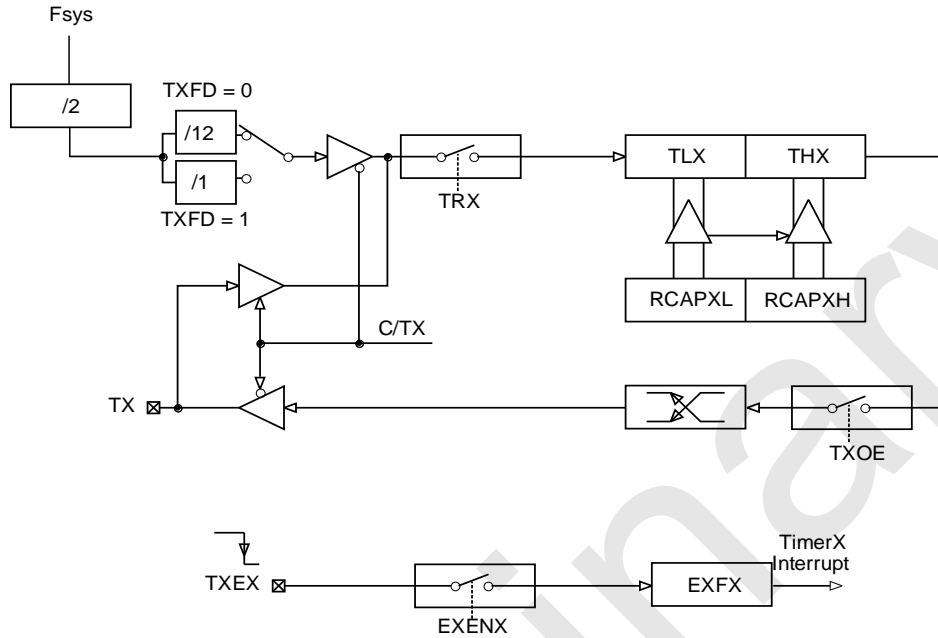 Fsys
/2
TXFD = 0
/12
/1
TXFD = 1
TRX
TLX
THX
RCAPXL
RCAPXH
C/TX
TX
TXOE
TXEX
EXENX
EXFX
TimerX
Interrupt